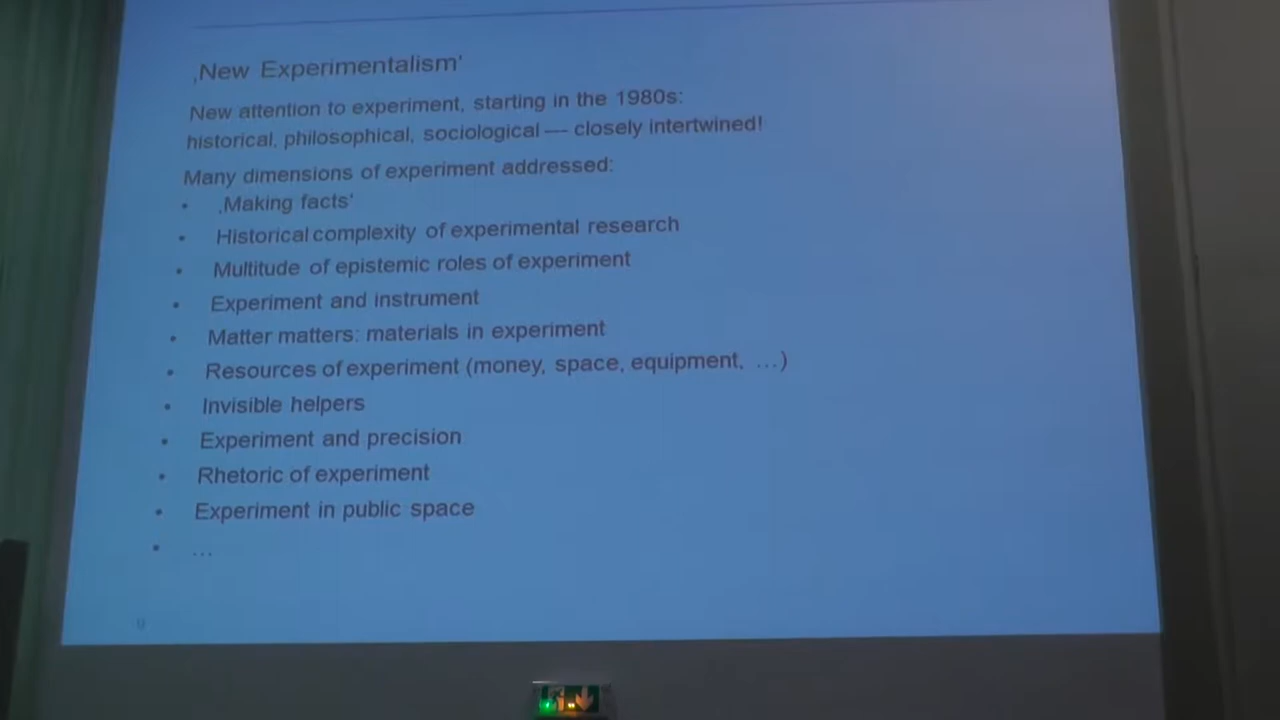 ‚New Experimentalism‘
New attention to experiment, starting in the 1980s:
historical, philosophical, sociological — closely intertwined!
Many dimensions of experiment addressed:
• ‚Making facts‘
• Historical complexity of experimental research
• Multitude of epistemic roles of experiment
• Experiment and instrument
• Matter matters: materials in experiment
• Resources of experiment (money, space, equipment, …)
• Invisible helpers
• Experiment and precision
• Rhetoric of experiment
• Experiment in public space
• …
9